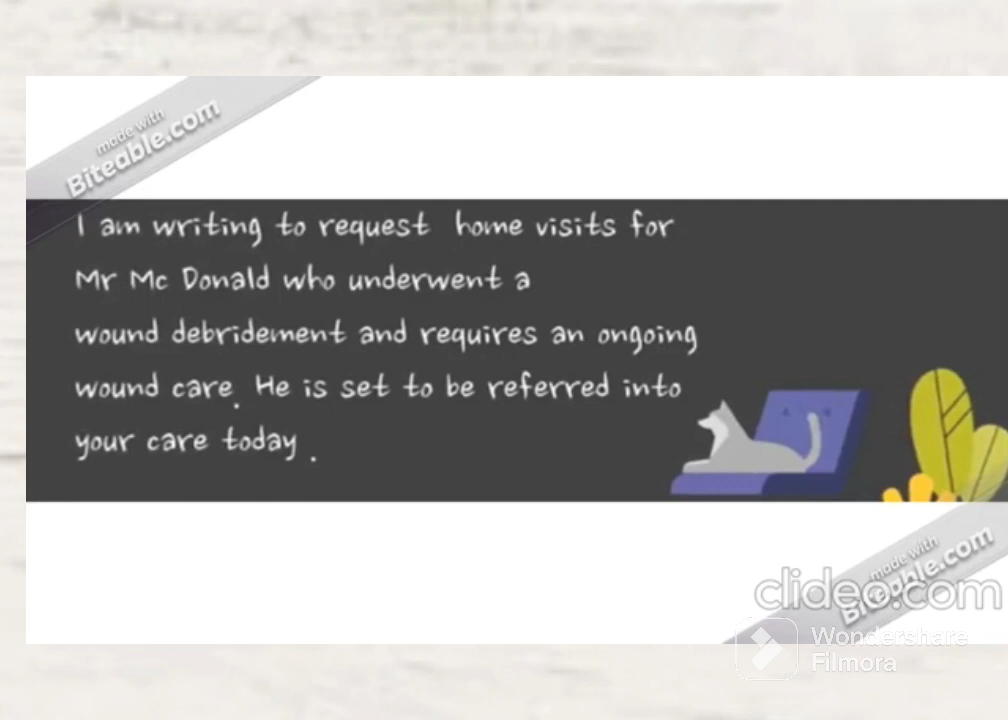 made with
Biteable.com
I am writing to request home visits for
Mr Mc Donald who underwent a
wound debridement and requires an ongoing
wound care. He is set to be referred into
your care today .
made with
Biteable.com
clideo.com
Wondershare
Filmora